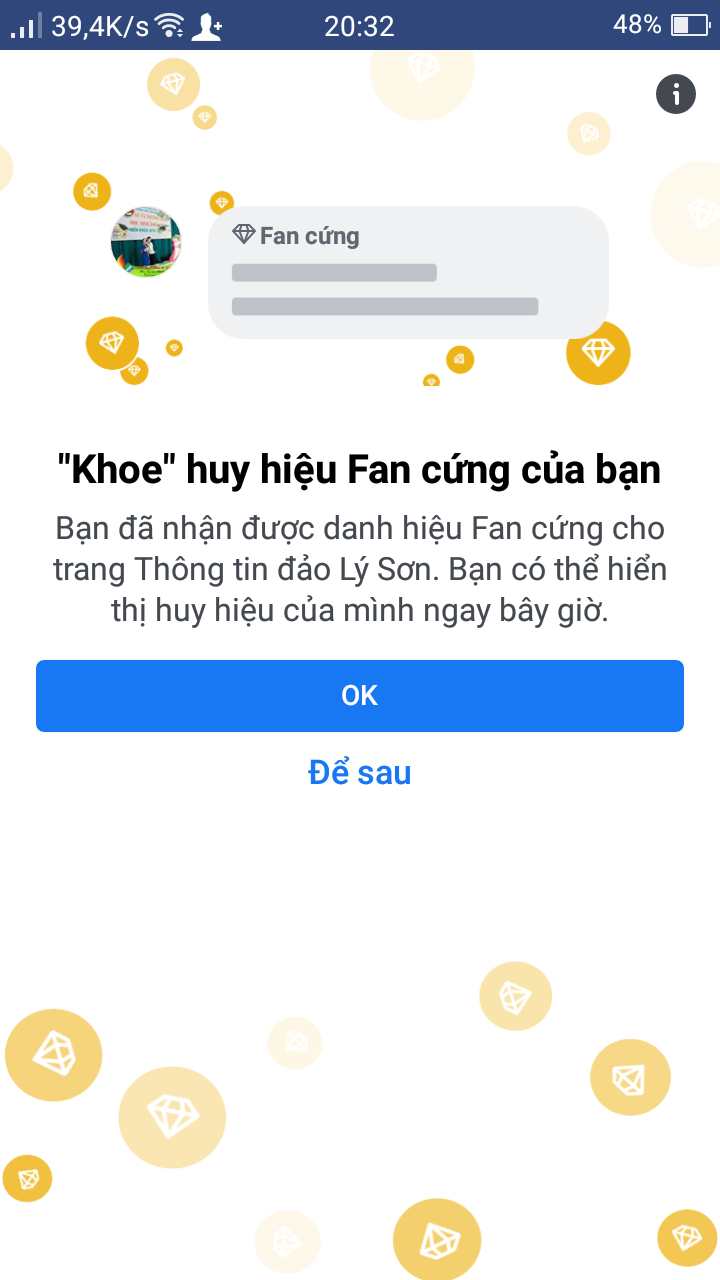 39,4K/s
20:32
48%
Fan cứng
"Khoe" huy hiệu Fan cứng của bạn
Bạn đã nhận được danh hiệu Fan cứng cho
trang Thông tin đảo Lý Sơn. Bạn có thể hiển
thị huy hiệu của mình ngay bây giờ.
OK
Để sau